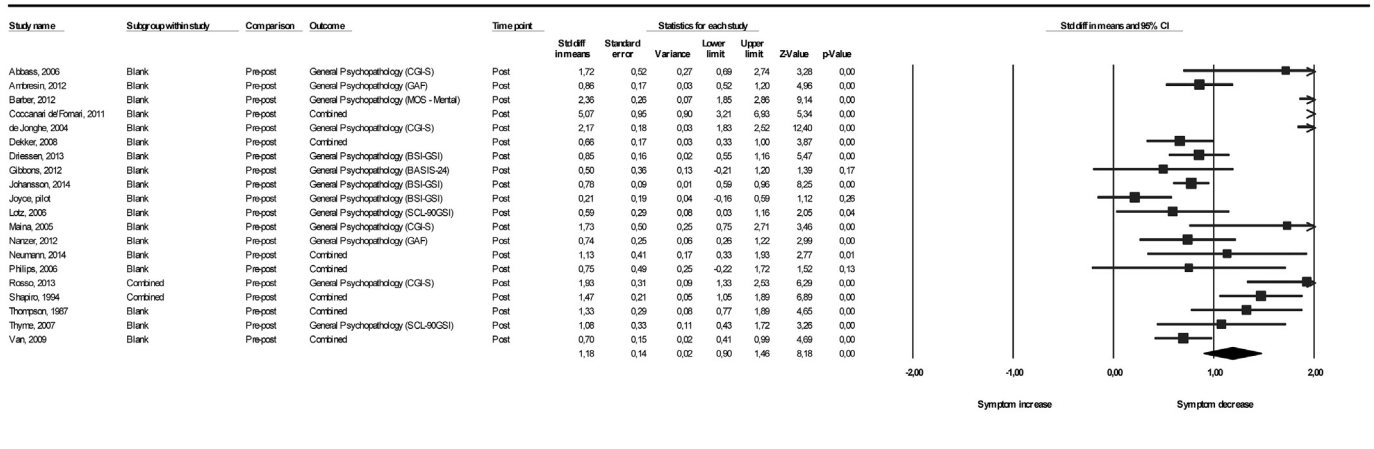 Study name Subgroup within study Comparison Outcome Time point Statistics for each study Std diff in means and 95% CI
Std diff in means Standard error Variance Lower limit Upper limit Z-Value p-Value
Abbass, 2006 Blank Pre-post General Psychopathology (CGI-S) Post 1,72 0,52 0,27 0,69 2,74 3,28 0,00
Ambresin, 2012 Blank Pre-post General Psychopathology (GAF) Post 0,86 0,17 0,03 0,52 1,20 4,96 0,00
Barber, 2012 Blank Pre-post General Psychopathology (MOS - Mental) Post 2,36 0,26 0,07 1,85 2,86 9,14 0,00
Coccanari de'Fornari, 2011 Blank Pre-post Combined Post 5,07 0,95 0,90 3,21 6,93 5,34 0,00
de Jonghe, 2004 Blank Pre-post General Psychopathology (CGI-S) Post 2,17 0,18 0,03 1,83 2,52 12,40 0,00
Dekker, 2008 Blank Pre-post Combined Post 0,66 0,17 0,03 0,33 1,00 3,87 0,00
Driessen, 2013 Blank Pre-post General Psychopathology (BSI-GSI) Post 0,85 0,16 0,02 0,55 1,16 5,47 0,00
Gibbons, 2012 Blank Pre-post General Psychopathology (BASIS-24) Post 0,50 0,36 0,13 -0,21 1,20 1,39 0,17
Johansson, 2014 Blank Pre-post General Psychopathology (BSI-GSI) Post 0,78 0,09 0,01 0,59 0,96 8,25 0,00
Joyce, pilot Blank Pre-post General Psychopathology (BSI-GSI) Post 0,21 0,19 0,04 -0,16 0,59 1,12 0,26
Lotz, 2006 Blank Pre-post General Psychopathology (SCL-90GSI) Post 0,59 0,29 0,08 0,03 1,16 2,05 0,04
Maina, 2005 Blank Pre-post General Psychopathology (CGI-S) Post 1,73 0,50 0,25 0,75 2,71 3,46 0,00
Nanzer, 2012 Blank Pre-post General Psychopathology (GAF) Post 0,74 0,25 0,06 0,26 1,22 2,99 0,00
Neumann, 2014 Blank Pre-post Combined Post 1,13 0,41 0,17 0,33 1,93 2,77 0,01
Philips, 2006 Blank Pre-post Combined Post 0,75 0,49 0,25 -0,22 1,72 1,52 0,13
Rosso, 2013 Combined Pre-post General Psychopathology (CGI-S) Post 1,93 0,31 0,09 1,33 2,53 6,29 0,00
Shapiro, 1994 Combined Pre-post Combined Post 1,47 0,21 0,05 1,05 1,89 6,89 0,00
Thompson, 1987 Blank Pre-post Combined Post 1,33 0,29 0,08 0,77 1,89 4,65 0,00
Thyme, 2007 Blank Pre-post General Psychopathology (SCL-90GSI) Post 1,08 0,33 0,11 0,43 1,72 3,26 0,00
Van, 2009 Blank Pre-post Combined Post 0,70 0,15 0,02 0,41 0,99 4,69 0,00
1,18 0,14 0,02 0,90 1,46 8,18 0,00
-2,00 -1,00 0,00 1,00 2,00
Symptom increase Symptom decrease